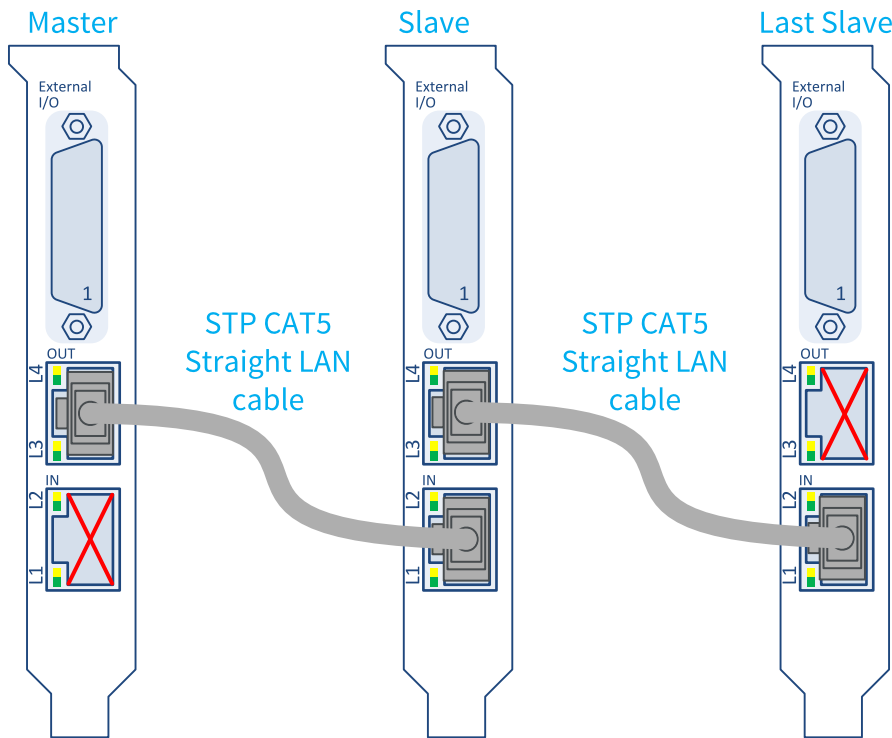 Master
Slave
Last Slave
External
I/O
External
I/O
External
I/O
1
1
1
STP CAT5
Straight LAN
cable
STP CAT5
Straight LAN
cable
OUT
L4
L3
IN
L2
L1
OUT
L4
L3
IN
L2
L1
OUT
L4
L3
IN
L2
L1